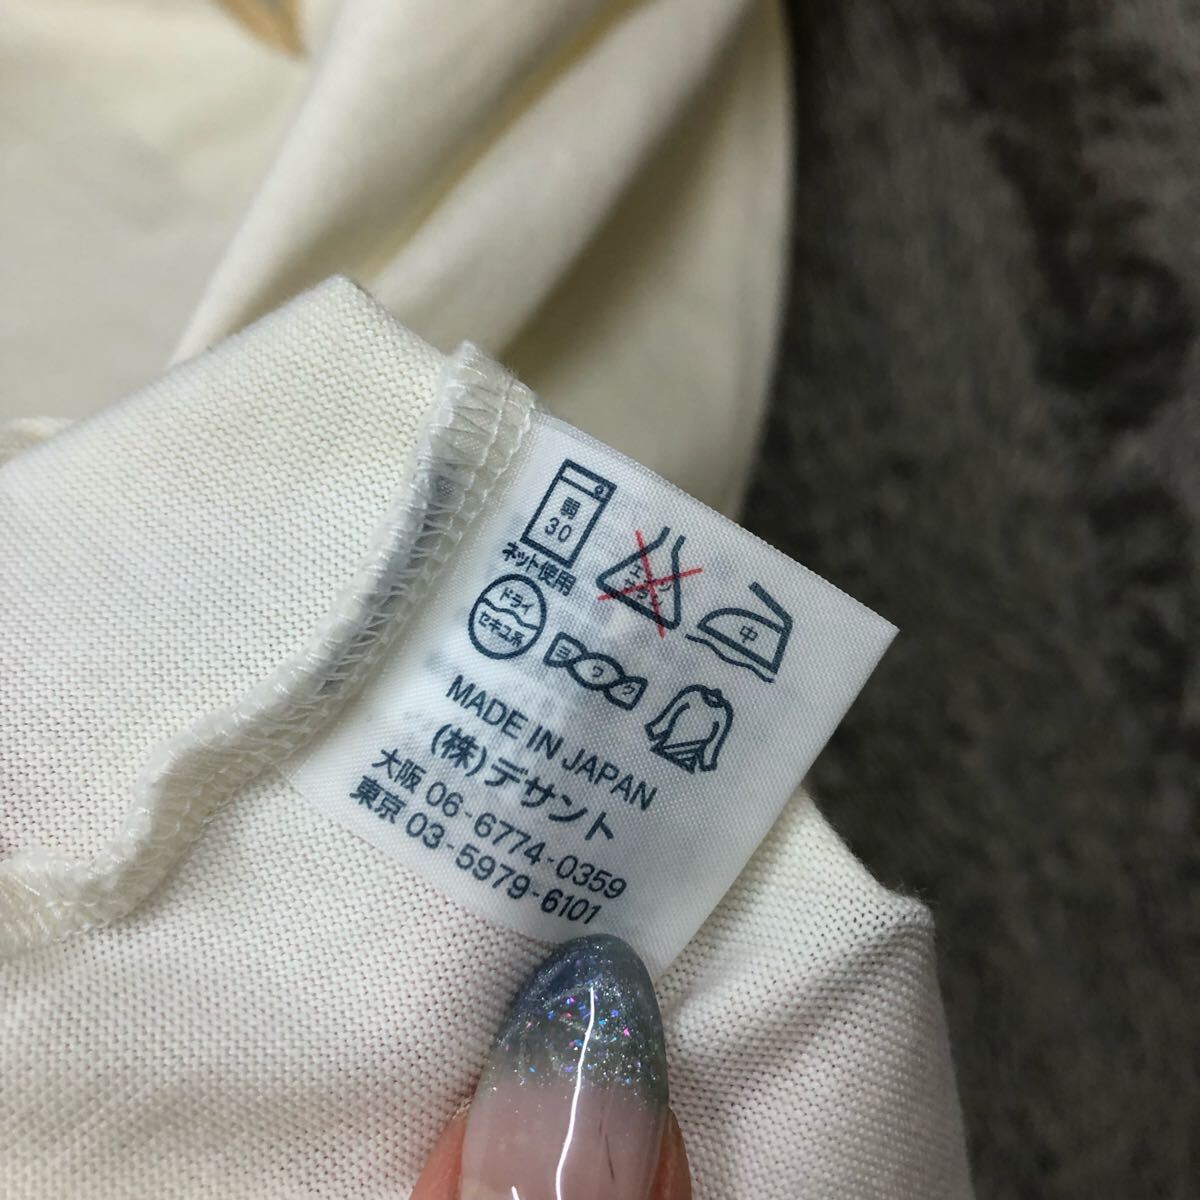 30
ネット使用
エンソ
サラシ
中
ドライ
セキユ系
ヨワク
MADE IN JAPAN
(株)デサント
大阪 06-6774-0359
東京 03-5979-6101